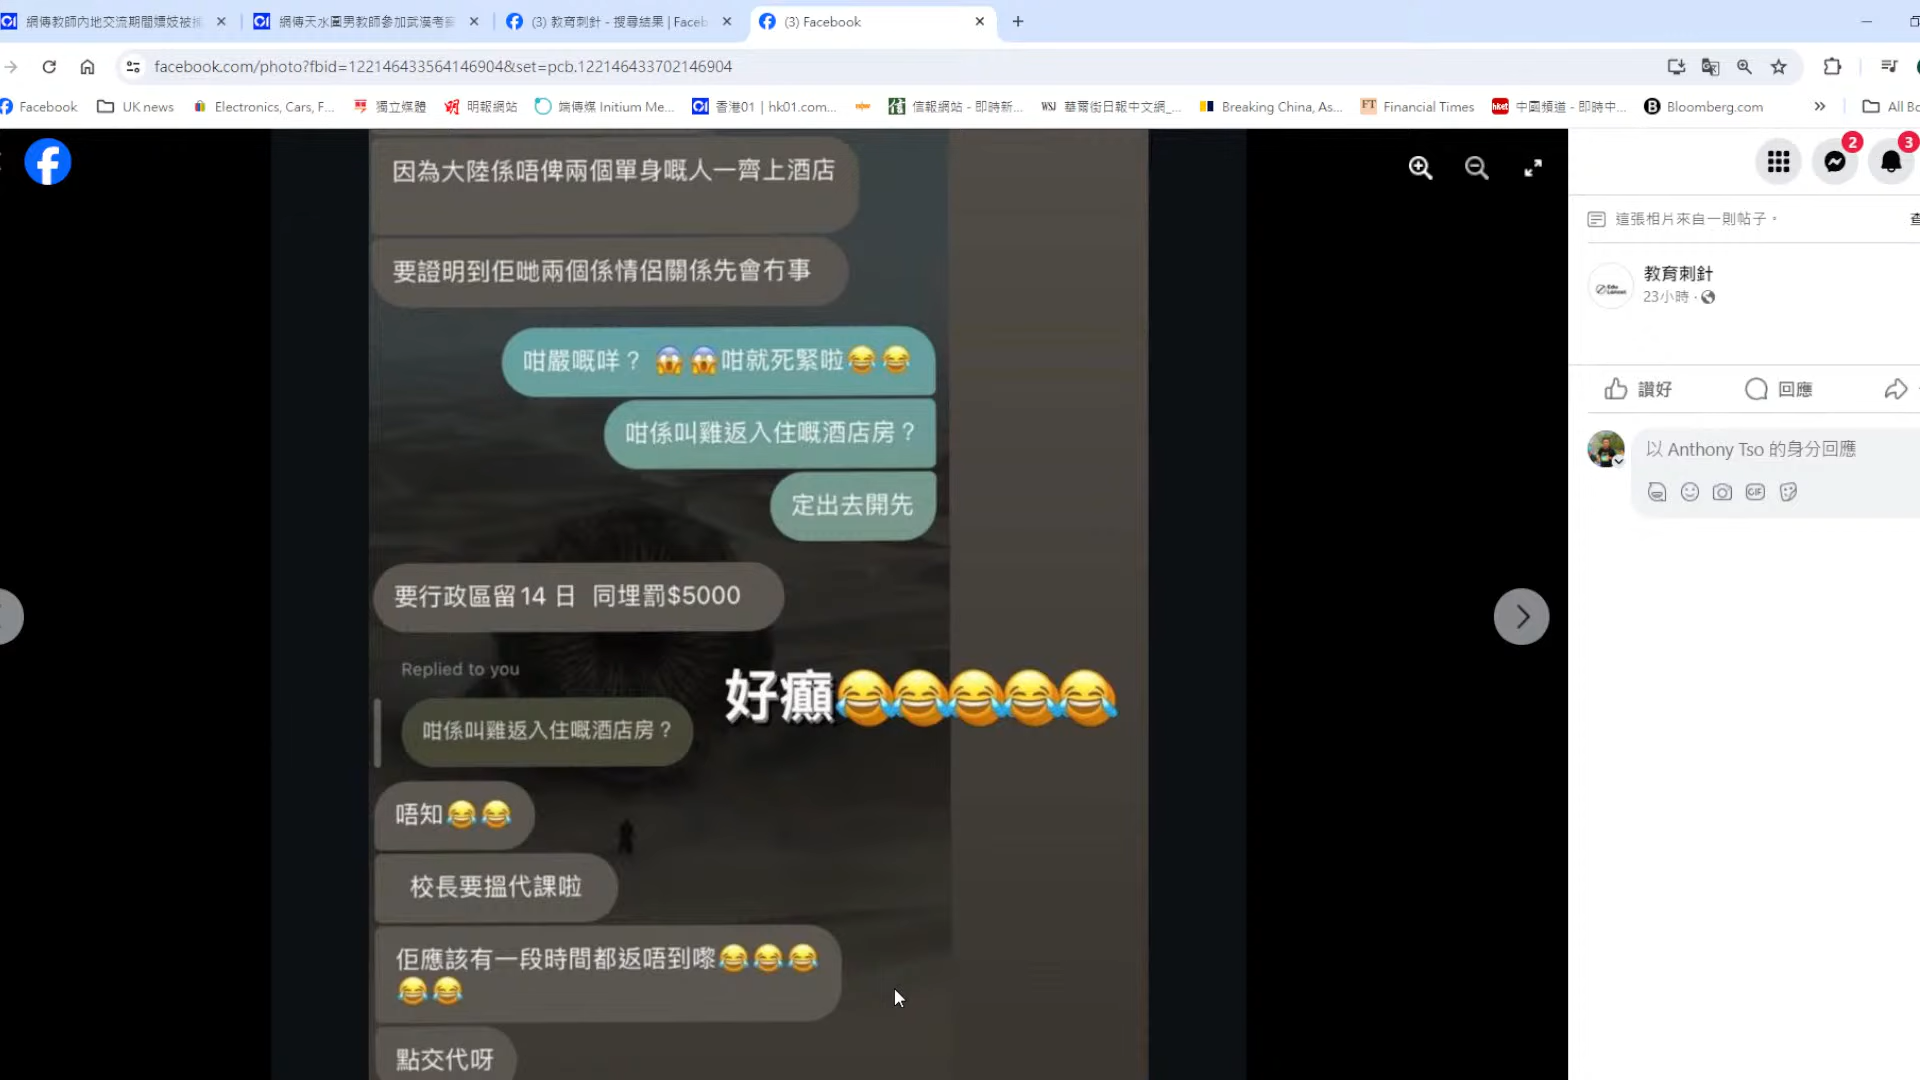 網傳教師內地交流期間嫖妓被捕
網傳天水圍男教師參加武漢考察
(3) 教育刺針 - 搜尋結果 | Faceb
(3) Facebook
facebook.com/photo?fbid=122146433564146904&set=pcb.122146433702146904
Facebook
UK news
Electronics, Cars, F...
獨立媒體
明報網站
端傳媒 Initium Me...
香港01 | hk01.com...
信報網站 - 即時新...
WSJ
華爾街日報中文網_...
Breaking China, As...
FT
Financial Times
hket
中國頻道 - 即時中...
Bloomberg.com
All Bo
2
3
因為大陸係唔俾兩個單身嘅人一齊上酒店
要證明到佢哋兩個係情侶關係先會冇事
咁嚴嘅咩？ 😱😱咁就死緊啦😂😂
咁係叫雞返入住嘅酒店房？
定出去開先
要行政區留14 日 同埋罰$5000
Replied to you
咁係叫雞返入住嘅酒店房？
好癲😂😂😂😂😂
唔知😂😂
校長要搵代課啦
佢應該有一段時間都返唔到嚟😂😂😂
😂😂
點交代呀
這張相片來自一則帖子。
查
教育刺針
23小時
讚好
回應
以 Anthony Tso 的身分回應
GIF